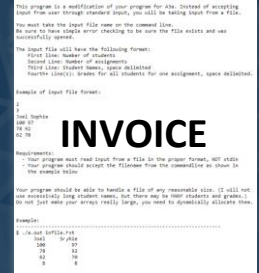 This program is a modification of your program for A3a. Instead of accepting
input from user through standard input, you will be taking input from a file.
You must take the input file name on the command line.
Be sure to have simple error checking to be sure the file exists and was
successfully opened.
The input file will have the following format:
First line: Number of students
Second Line: Number of assignments
Third Line: Student Names, space delimited
Fourth+ Line(s): Grades for all students for one assignment, space delimited.
Example of input file format:
2
3
Joel Sophie
100 97
78 92
82 70
INVOICE
Requirements:
- Your program must read input from a file in the proper format, NOT stdin
- Your program should accept the filename from the commandline as shown in
the example below
Your program should be able to handle a file of any reasonable size. (I will not
use excessively long student names, but there may be MANY students and grades.)
Do not just make your arrays really large, you need to dynamically allocate them.
Example:
$ ./a.out infile.txt
Joel
100 97
78 92
82 70